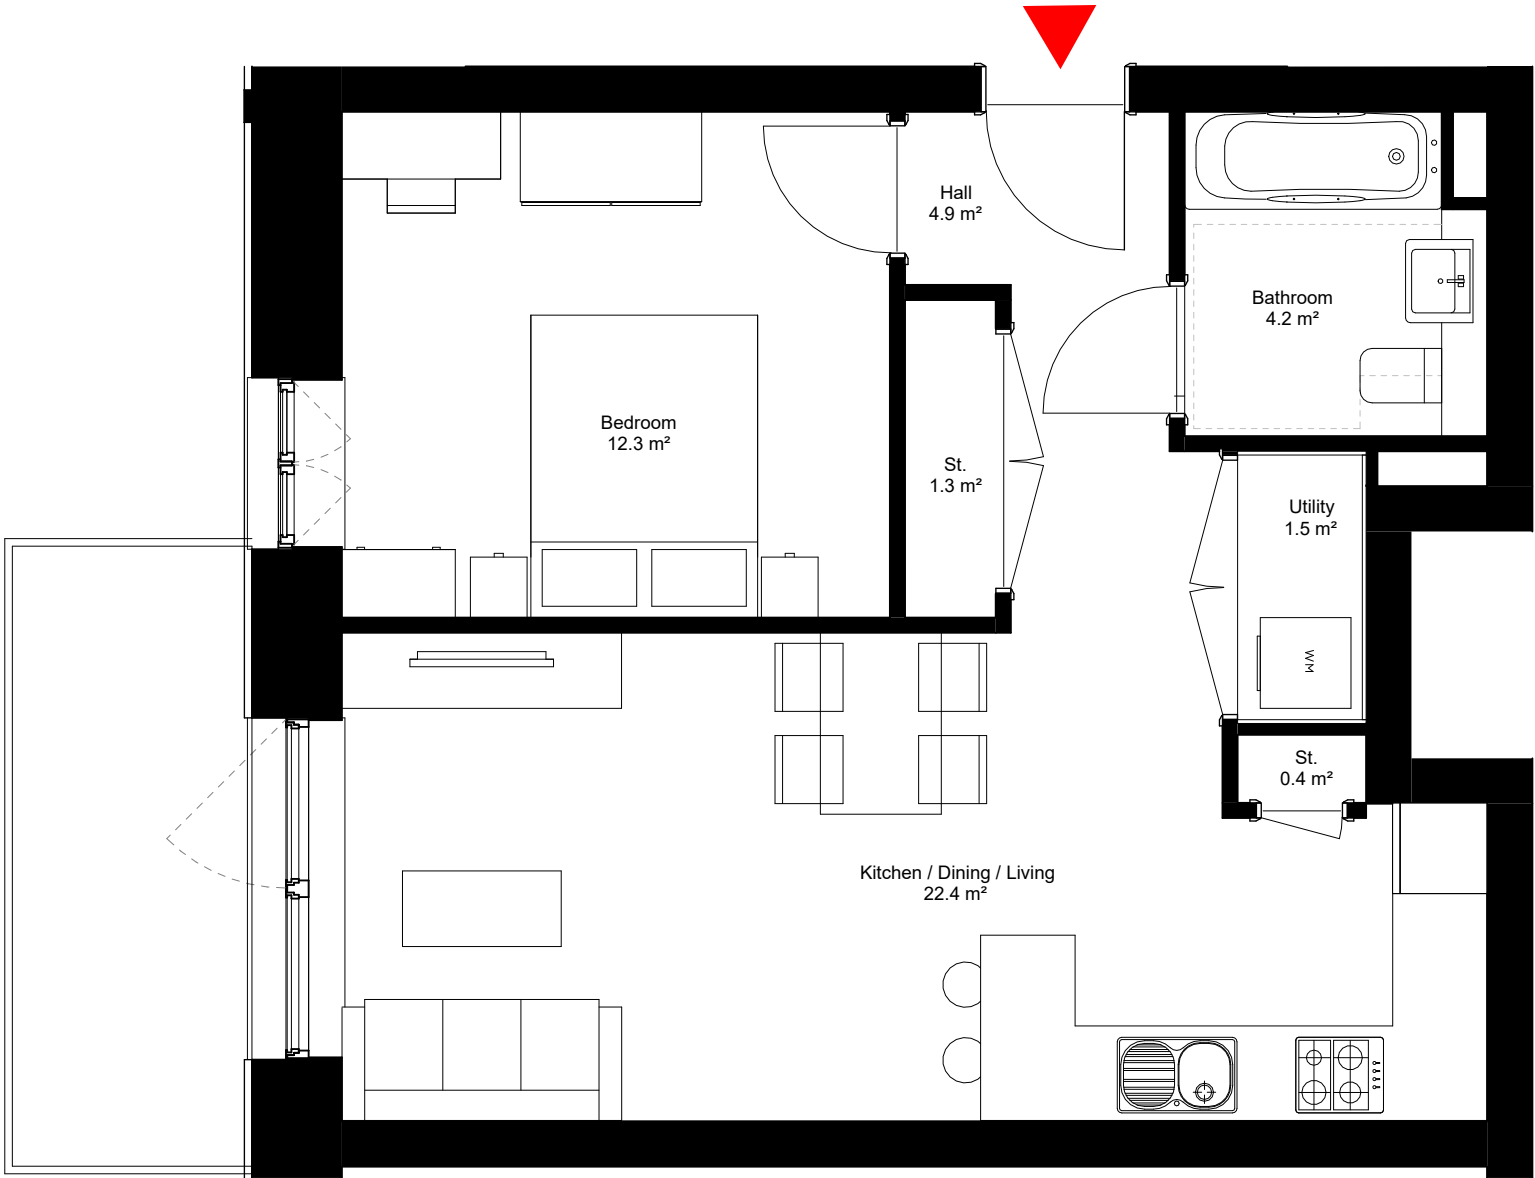 Hall
4.9 m²
Bathroom
4.2 m²
Bedroom
12.3 m²
St.
1.3 m²
Utility
1.5 m²
WM
St.
0.4 m²
Kitchen / Dining / Living
22.4 m²